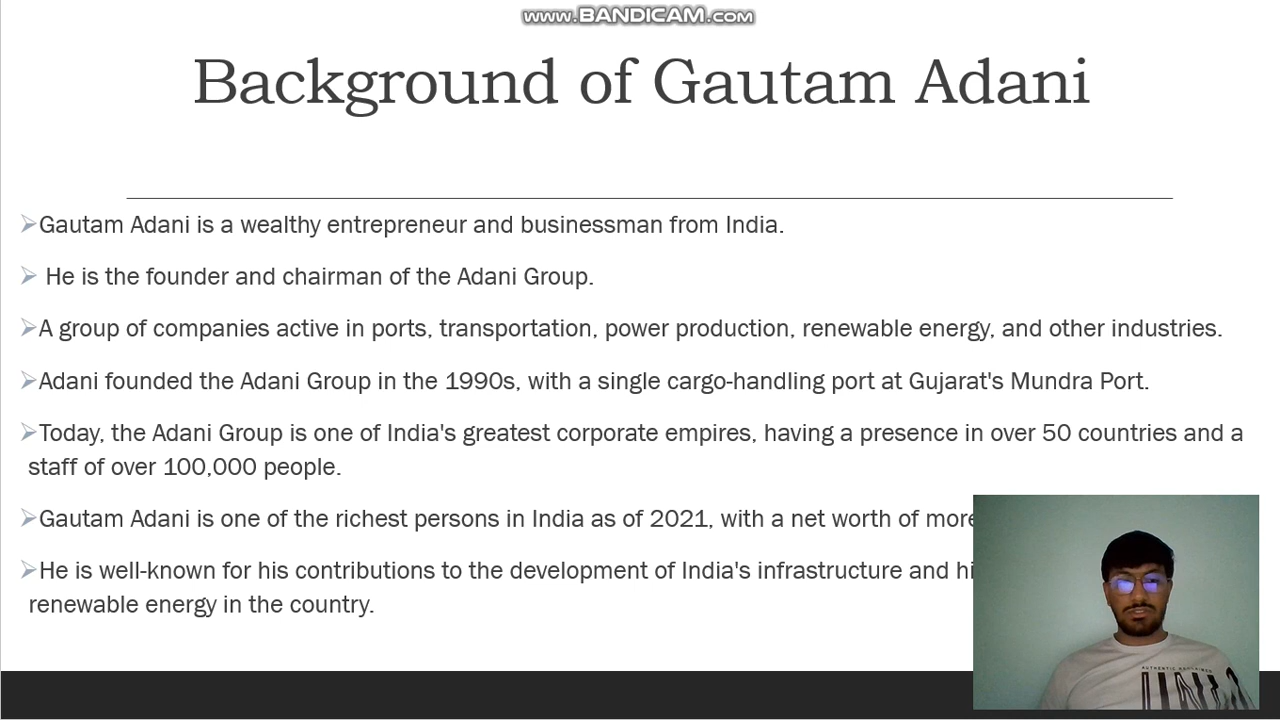 www.BANDICAM.com
Background of Gautam Adani
Gautam Adani is a wealthy entrepreneur and businessman from India.
He is the founder and chairman of the Adani Group.
A group of companies active in ports, transportation, power production, renewable energy, and other industries.
Adani founded the Adani Group in the 1990s, with a single cargo-handling port at Gujarat's Mundra Port.
Today, the Adani Group is one of India's greatest corporate empires, having a presence in over 50 countries and a
staff of over 100,000 people.
Gautam Adani is one of the richest persons in India as of 2021, with a net worth of more
He is well-known for his contributions to the development of India's infrastructure and
renewable energy in the country.
AUTHENTIC